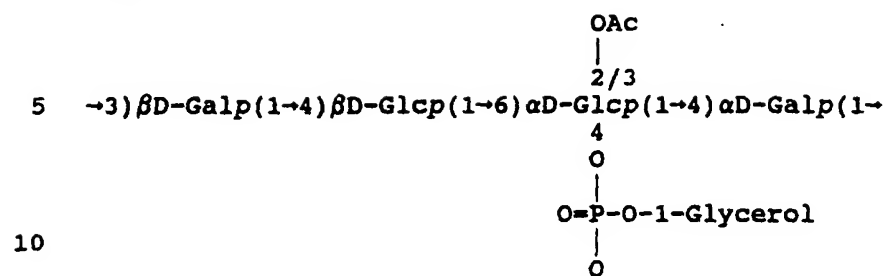 OAc
|
2/3
5 →3)βD-Galp(1→4)βD-Glcp(1→6)αD-Glcp(1→4)αD-Galp(1→
4
O
|
O=P-O-1-Glycerol
|
10
O